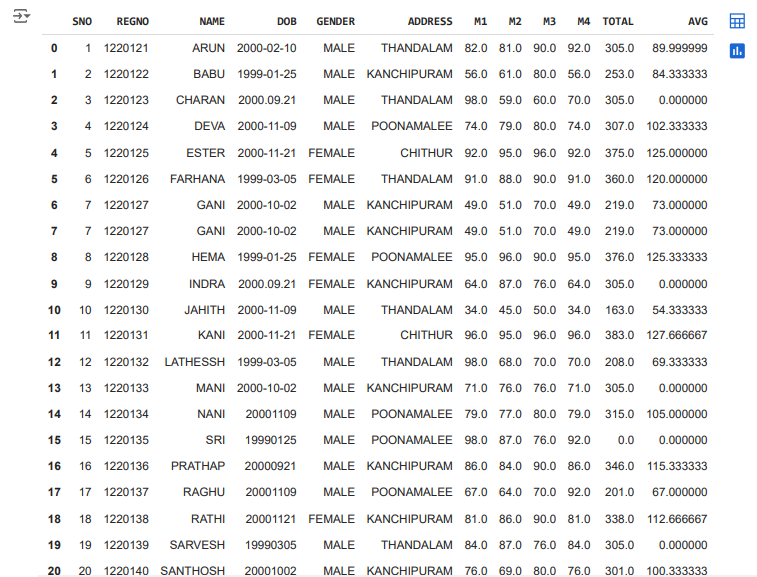 SNO REGNO NAME DOB GENDER ADDRESS M1 M2 M3 M4 TOTAL AVG
0 1 1220121 ARUN 2000-02-10 MALE THANDALAM 82.0 81.0 90.0 92.0 305.0 89.999999
1 2 1220122 BABU 1999-01-25 MALE KANCHIPURAM 56.0 61.0 80.0 56.0 253.0 84.333333
2 3 1220123 CHARAN 2000.09.21 MALE THANDALAM 98.0 59.0 60.0 70.0 305.0 0.000000
3 4 1220124 DEVA 2000-11-09 MALE POONAMALEE 74.0 79.0 80.0 74.0 307.0 102.333333
4 5 1220125 ESTER 2000-11-21 FEMALE CHITHUR 92.0 95.0 96.0 92.0 375.0 125.000000
5 6 1220126 FARHANA 1999-03-05 FEMALE THANDALAM 91.0 88.0 90.0 91.0 360.0 120.000000
6 7 1220127 GANI 2000-10-02 MALE KANCHIPURAM 49.0 51.0 70.0 49.0 219.0 73.000000
7 7 1220127 GANI 2000-10-02 MALE KANCHIPURAM 49.0 51.0 70.0 49.0 219.0 73.000000
8 8 1220128 HEMA 1999-01-25 FEMALE POONAMALEE 95.0 96.0 90.0 95.0 376.0 125.333333
9 9 1220129 INDRA 2000.09.21 FEMALE KANCHIPURAM 64.0 87.0 76.0 64.0 305.0 0.000000
10 10 1220130 JAHITH 2000-11-09 MALE THANDALAM 34.0 45.0 50.0 34.0 163.0 54.333333
11 11 1220131 KANI 2000-11-21 FEMALE CHITHUR 96.0 95.0 96.0 96.0 383.0 127.666667
12 12 1220132 LATHESSH 1999-03-05 MALE THANDALAM 98.0 68.0 70.0 70.0 208.0 69.333333
13 13 1220133 MANI 2000-10-02 MALE KANCHIPURAM 71.0 76.0 76.0 71.0 305.0 0.000000
14 14 1220134 NANI 20001109 MALE POONAMALEE 79.0 77.0 80.0 79.0 315.0 105.000000
15 15 1220135 SRI 19990125 MALE POONAMALEE 98.0 87.0 76.0 92.0 0.0 0.000000
16 16 1220136 PRATHAP 20000921 MALE KANCHIPURAM 86.0 84.0 90.0 86.0 346.0 115.333333
17 17 1220137 RAGHU 20001109 MALE POONAMALEE 67.0 64.0 70.0 92.0 201.0 67.000000
18 18 1220138 RATHI 20001121 FEMALE KANCHIPURAM 81.0 86.0 90.0 81.0 338.0 112.666667
19 19 1220139 SARVESH 19990305 MALE THANDALAM 84.0 87.0 76.0 84.0 305.0 0.000000
20 20 1220140 SANTHOSH 20001002 MALE KANCHIPURAM 76.0 69.0 80.0 76.0 301.0 100.333333